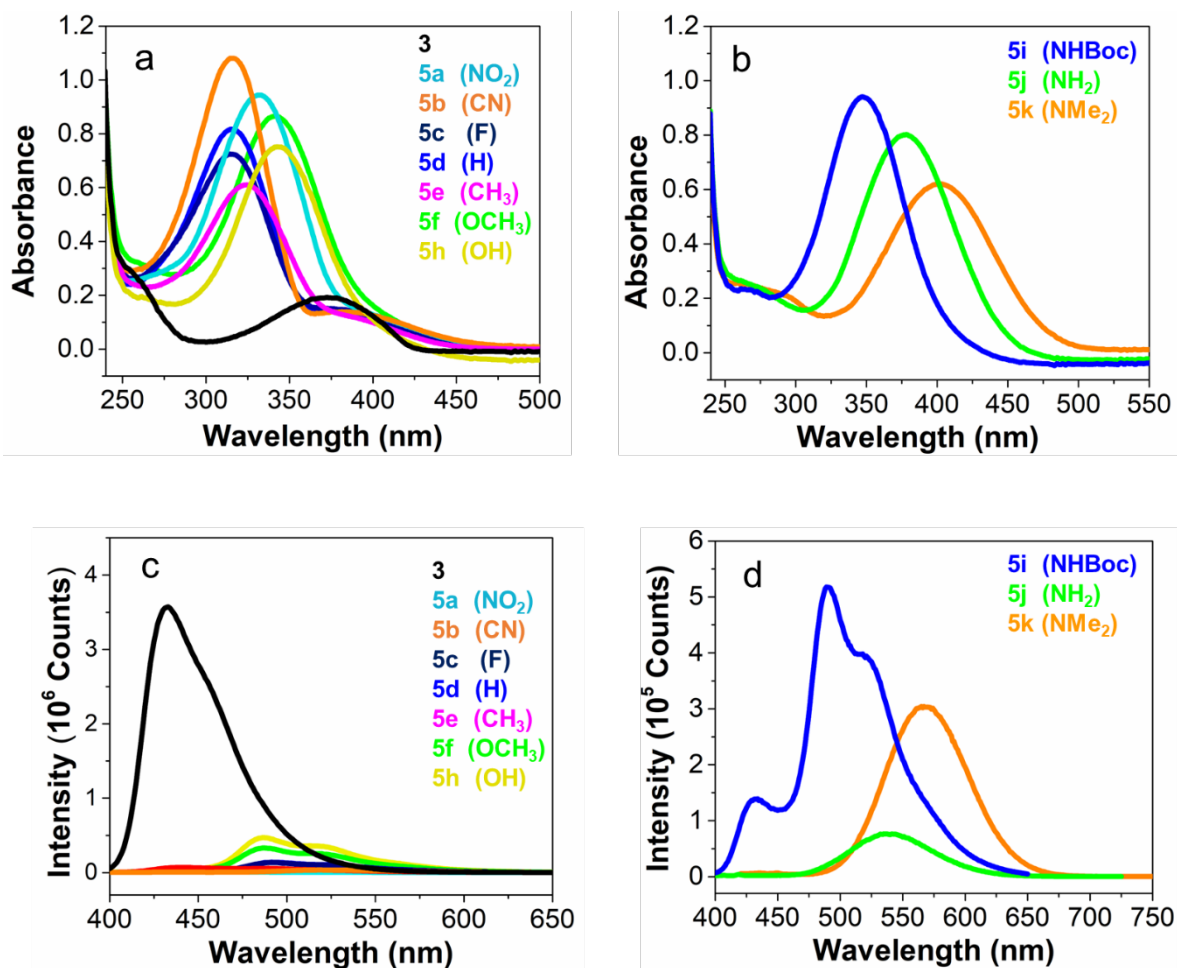 a
3
5a (NO₂)
5b (CN)
5c (F)
5d (H)
5e (CH₃)
5f (OCH₃)
5h (OH)
1.2
1.0
0.8
0.6
0.4
0.2
0.0
Absorbance
250 300 350 400 450 500
Wavelength (nm)
b
5i (NHBoc)
5j (NH₂)
5k (NMe₂)
1.2
1.0
0.8
0.6
0.4
0.2
0.0
Absorbance
250 300 350 400 450 500 550
Wavelength (nm)
c
3
5a (NO₂)
5b (CN)
5c (F)
5d (H)
5e (CH₃)
5f (OCH₃)
5h (OH)
4
3
2
1
0
Intensity (10⁶ Counts)
400 450 500 550 600 650
Wavelength (nm)
d
5i (NHBoc)
5j (NH₂)
5k (NMe₂)
6
5
4
3
2
1
0
Intensity (10⁵ Counts)
400 450 500 550 600 650 700 750
Wavelength (nm)